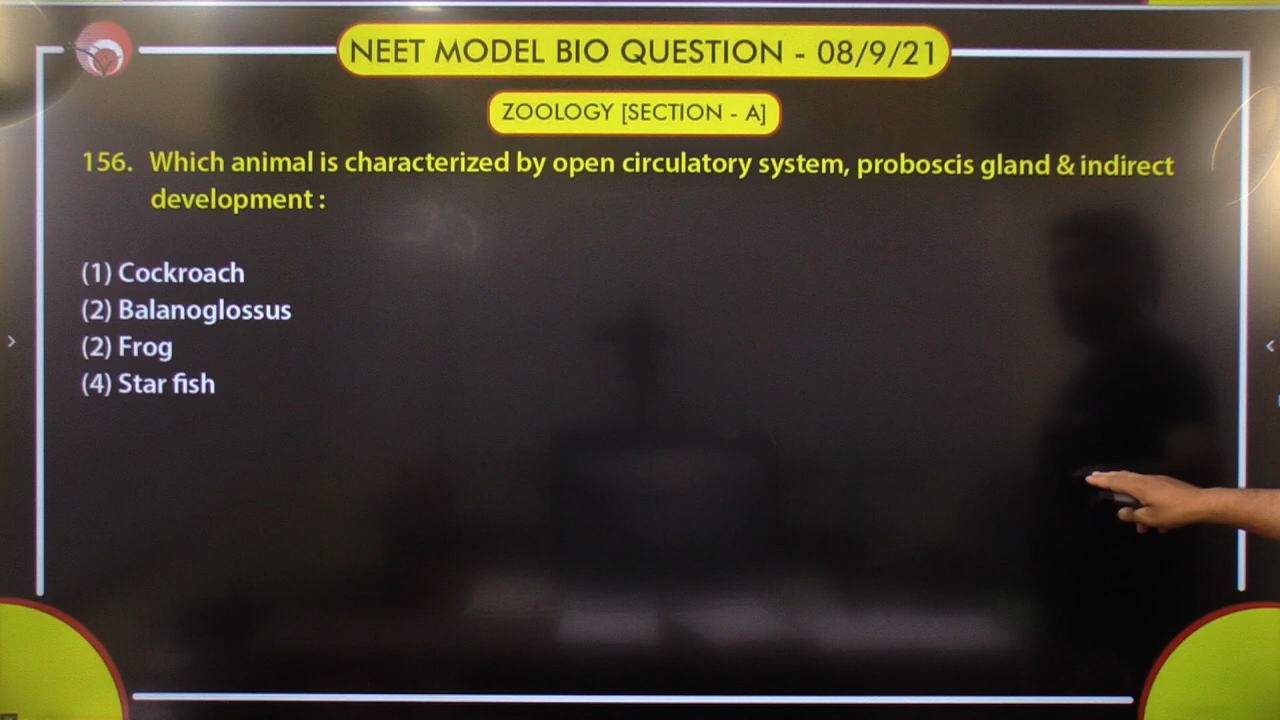 NEET MODEL BIO QUESTION - 08/9/21
ZOOLOGY [SECTION - A]
156. Which animal is characterized by open circulatory system, proboscis gland & indirect
development :
(1) Cockroach
(2) Balanoglossus
(2) Frog
(4) Star fish